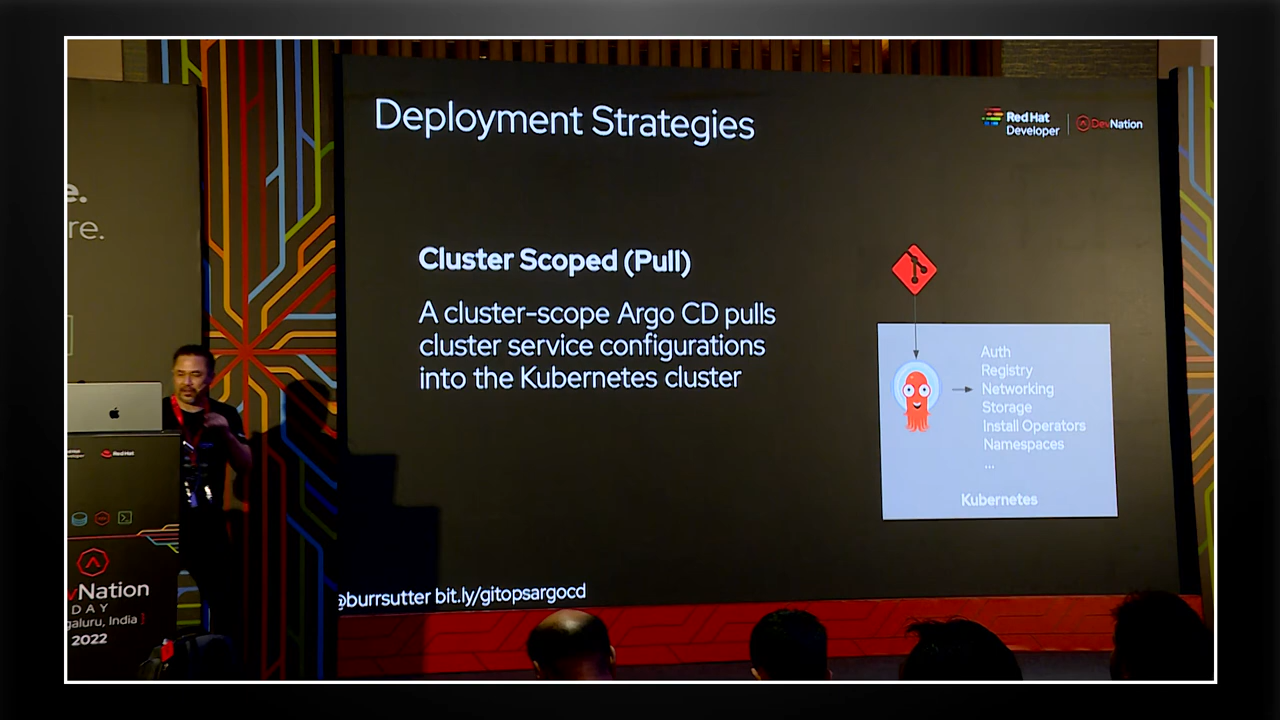 Deployment Strategies
Red Hat
Developer
DevNation
Cluster Scoped (Pull)
A cluster-scope Argo CD pulls
cluster service configurations
into the Kubernetes cluster
Auth
Registry
Networking
Storage
Install Operators
Namespaces
...
Kubernetes
@burrsutter bit.ly/gitopsargocd
e.
re.
Red Hat
vNation
DAY
galuru, India }
2022